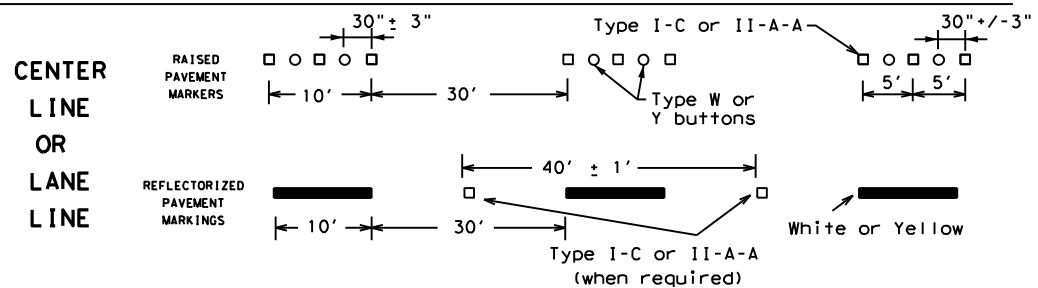 CENTER
LINE
OR
LANE
LINE
RAISED
PAVEMENT
MARKERS
30"± 3"
10'
30'
Type I-C or II-A-A
Type W or
Y buttons
30"+/-3"
5'
5'
REFLECTORIZED
PAVEMENT
MARKINGS
10'
30'
40' ± 1'
Type I-C or II-A-A
(when required)
White or Yellow